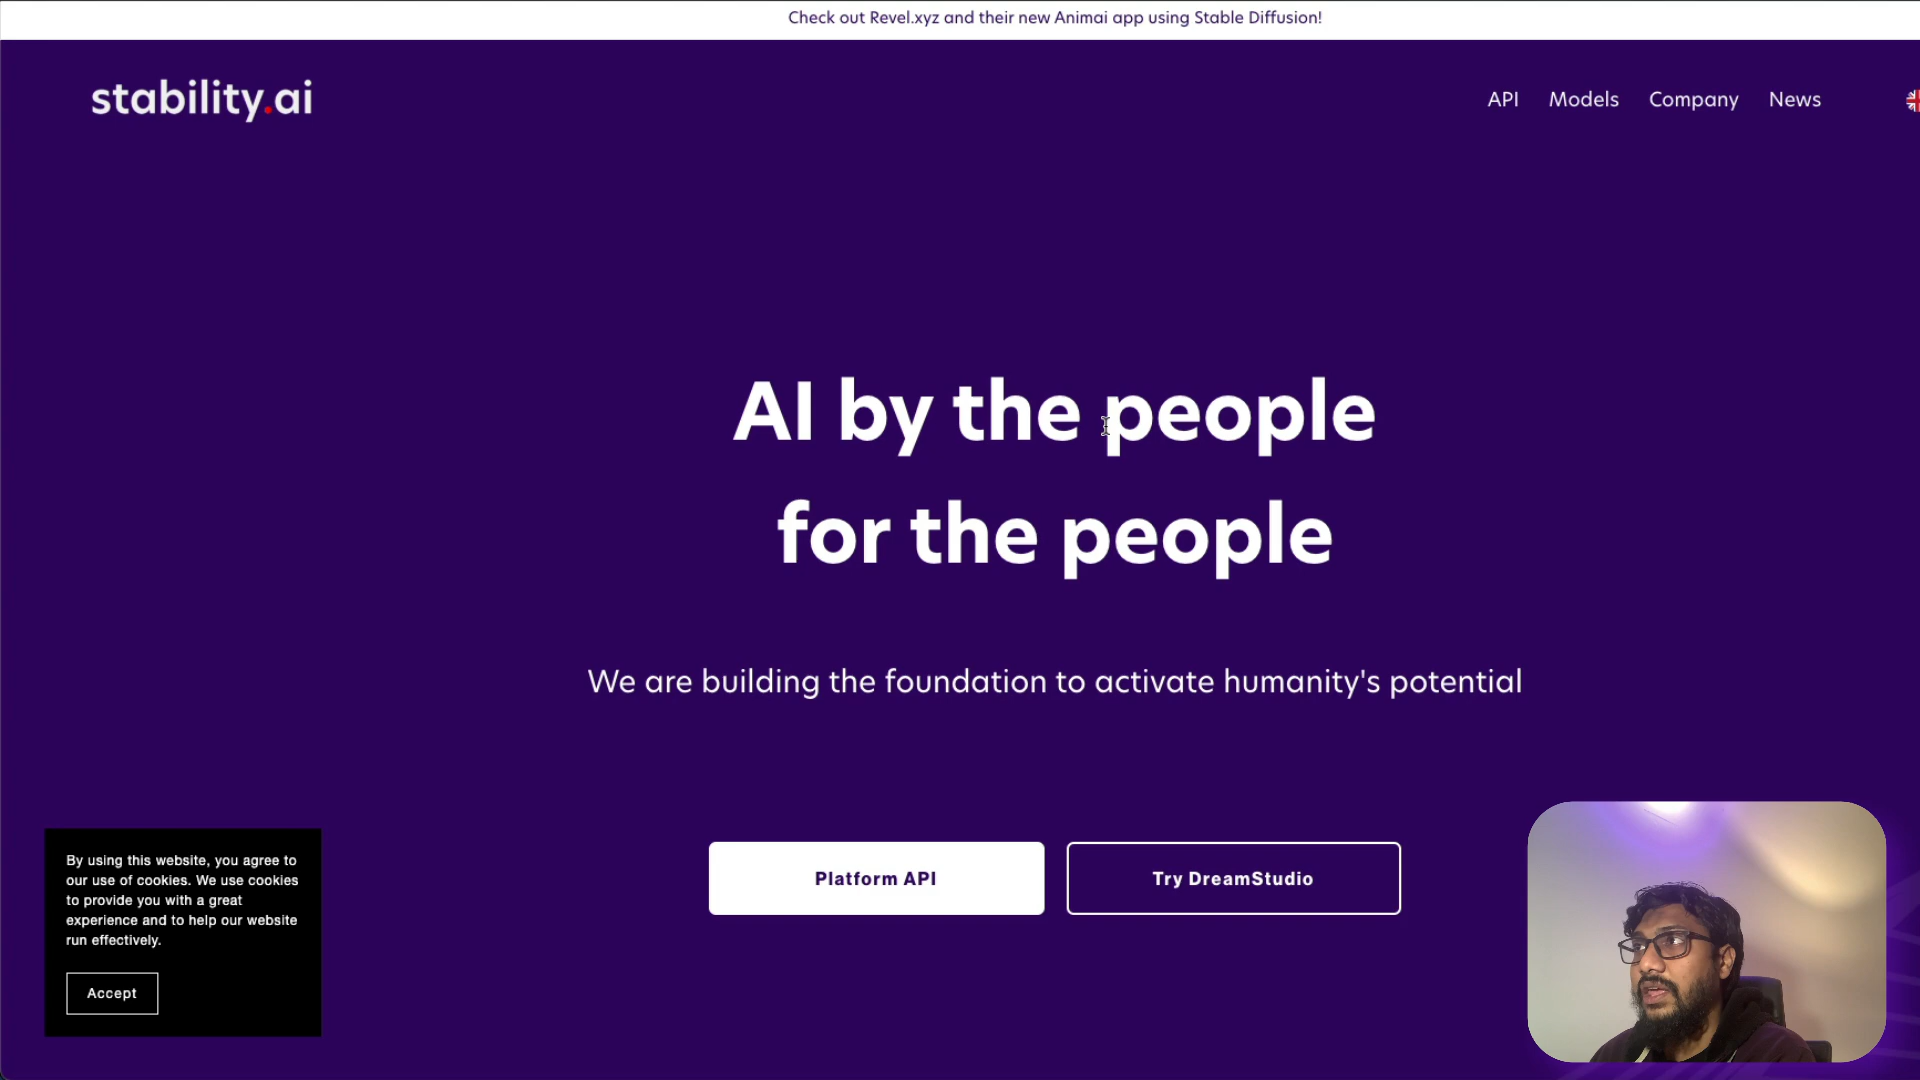 Check out Revel.xyz and their new Animai app using Stable Diffusion!
stability.ai
API Models Company News
AI by the people
for the people
We are building the foundation to activate humanity's potential
Platform API
Try DreamStudio
By using this website, you agree to
our use of cookies. We use cookies
to provide you with a great
experience and to help our website
run effectively.
Accept